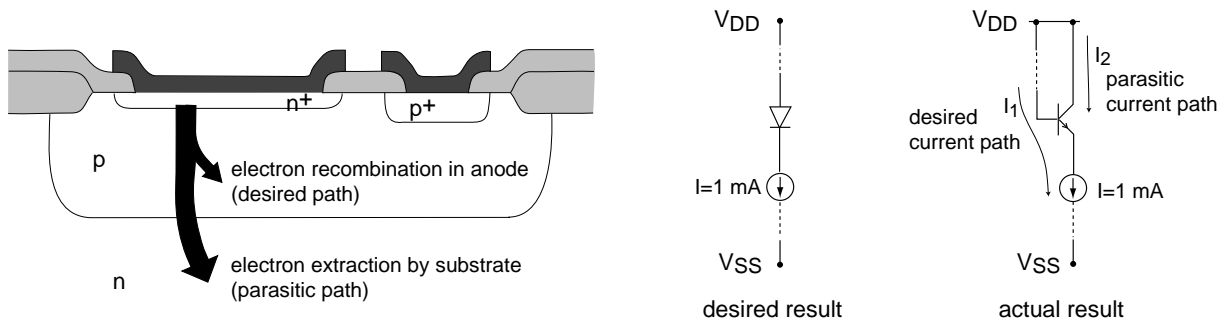 n+
p+
p
electron recombination in anode
(desired path)
electron extraction by substrate
(parasitic path)
n
VDD
I=1 mA
VSS
desired result
VDD
I2
parasitic
current path
I1
desired
current path
I=1 mA
VSS
actual result